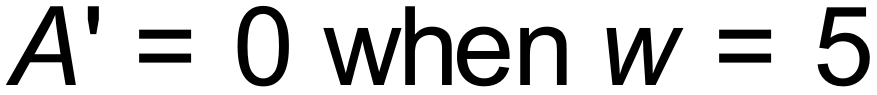 A' = 0 when w = 5